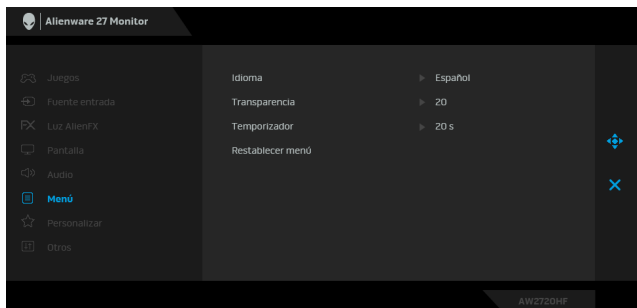 Alienware 27 Monitor
Juegos
Fuente entrada
FX Luz AlienFX
Pantalla
Audio
Menú
Personalizar
Otros
Idioma Español
Transparencia 20
Temporizador 20 s
Restablecer menú
AW2720HF